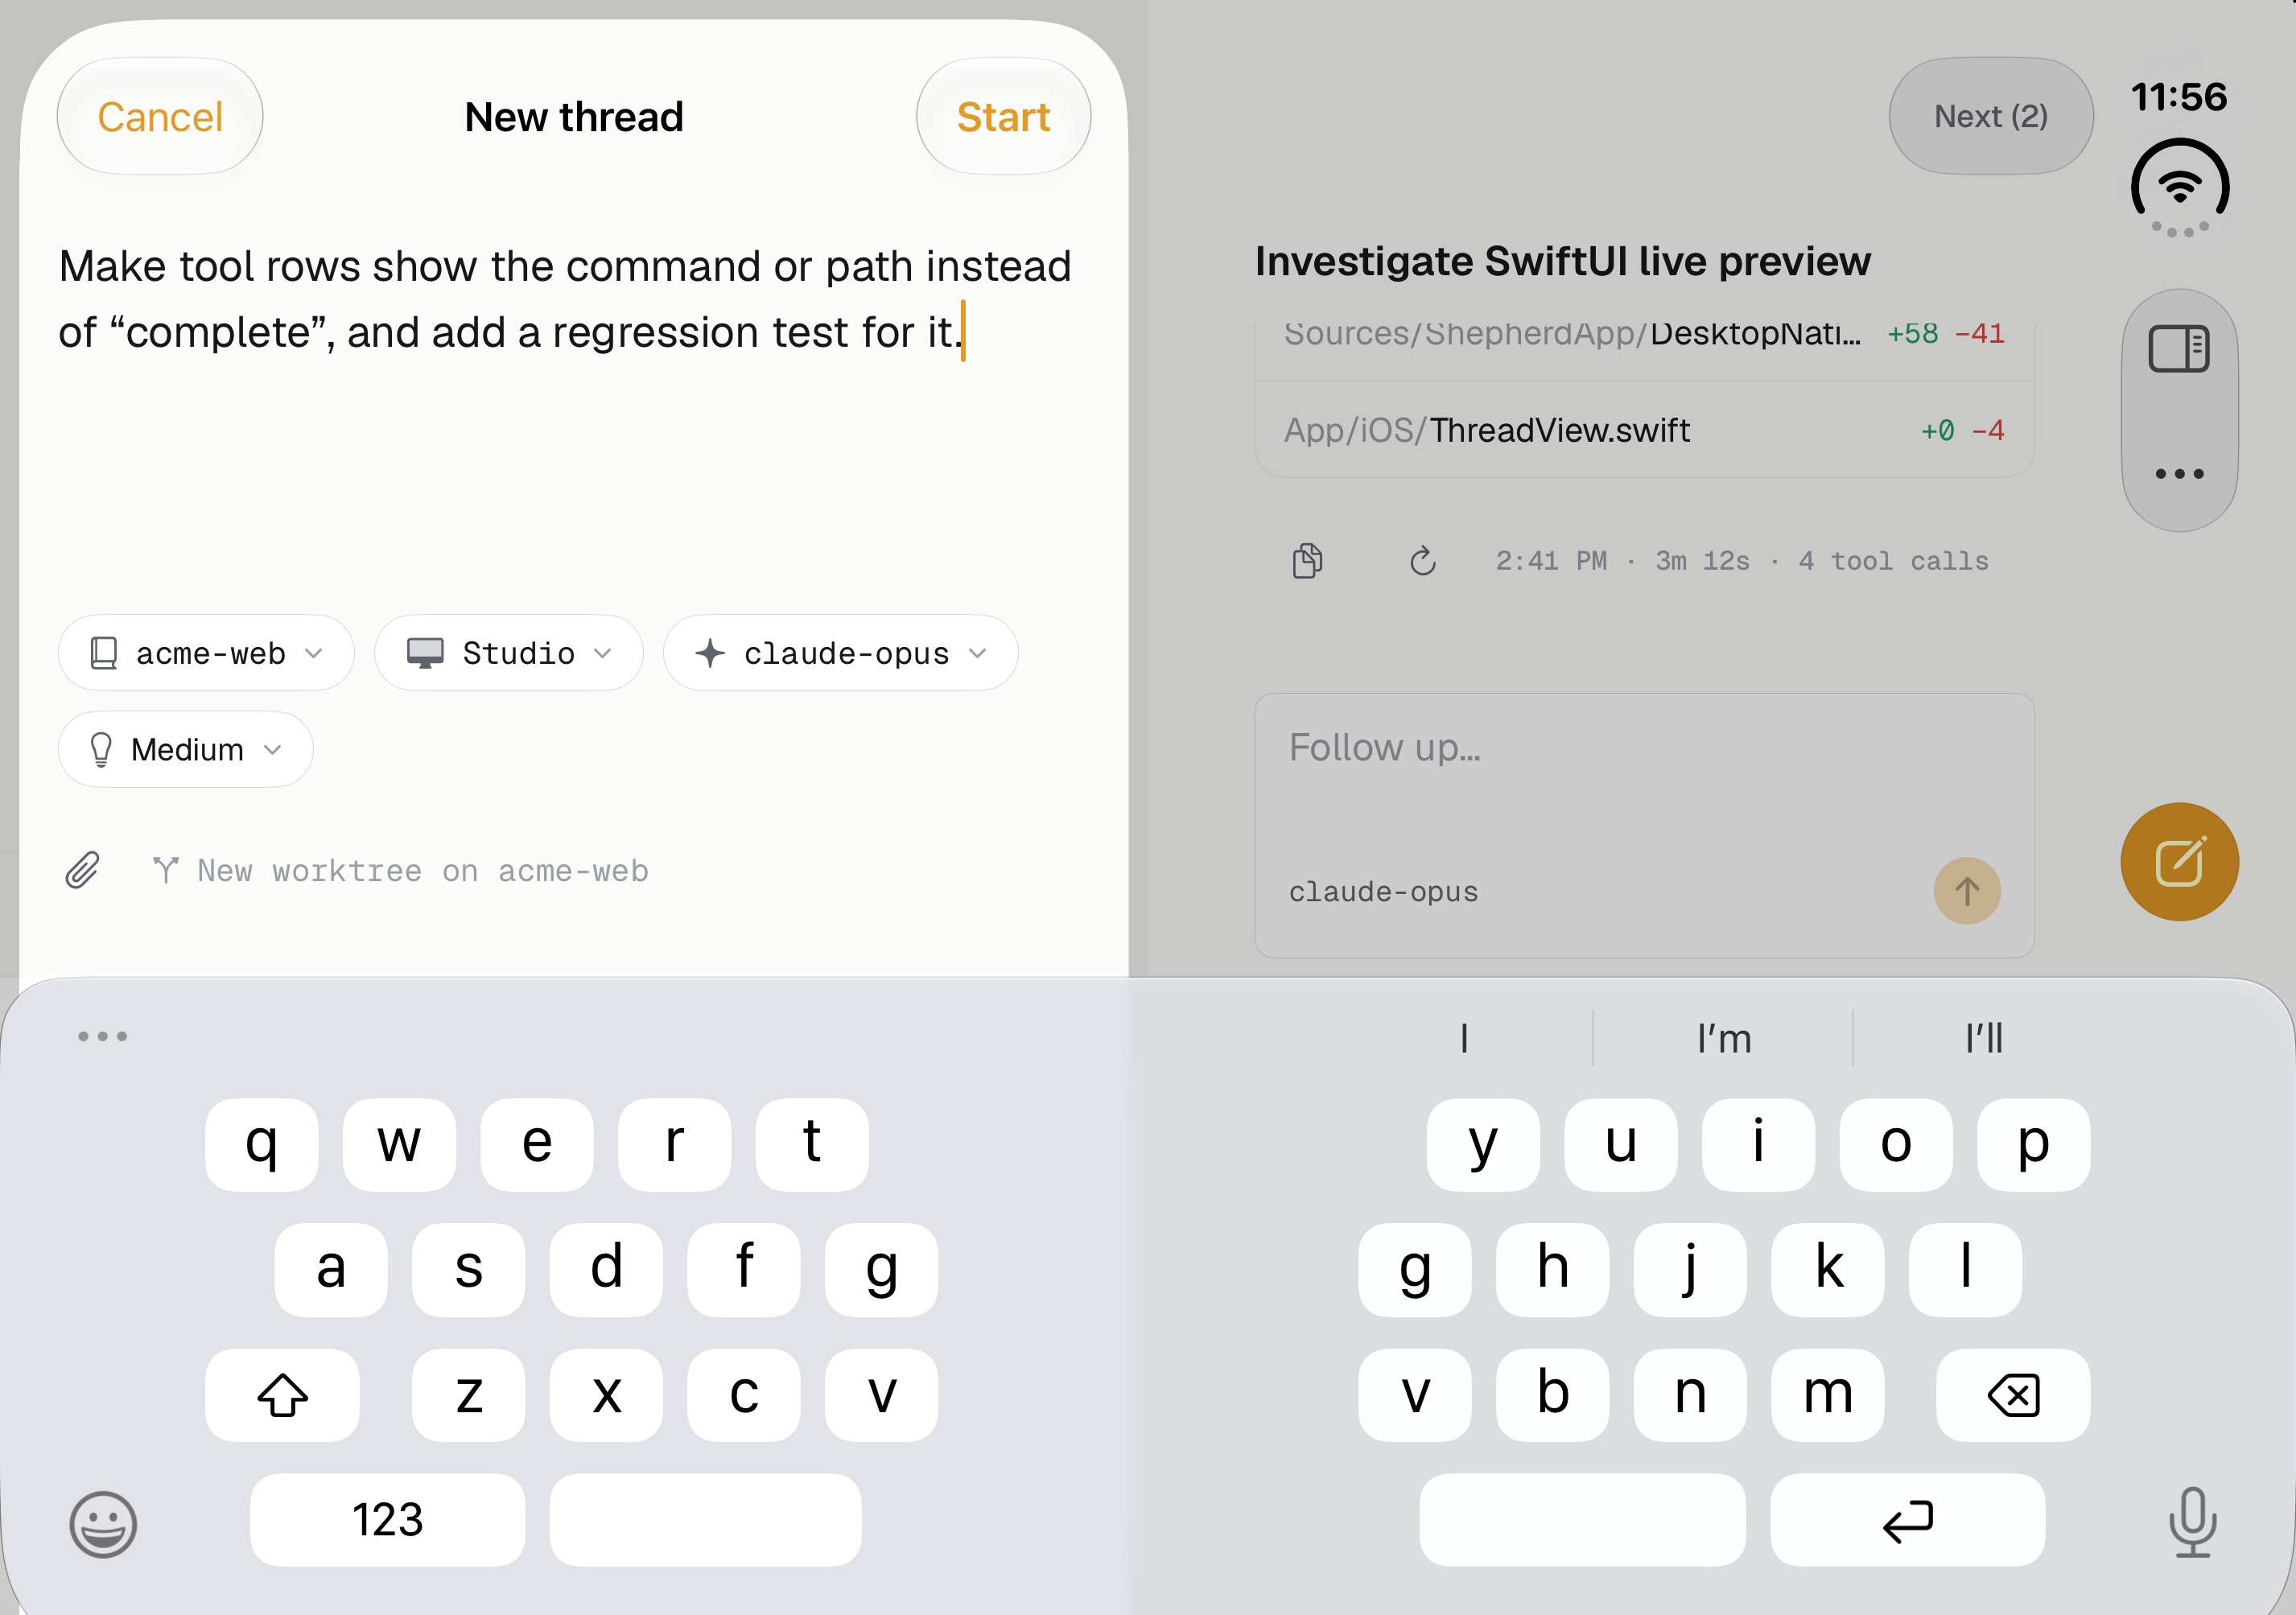 Cancel
New thread
Start
Make tool rows show the command or path instead
of “complete”, and add a regression test for it.
acme-web
Studio
claude-opus
Medium
New worktree on acme-web
Next (2)
11:56
Investigate SwiftUI live preview
Sources/ShepherdApp/DesktopNati... +58 −41
App/iOS/ThreadView.swift +0 −4
2:41 PM · 3m 12s · 4 tool calls
Follow up...
claude-opus
I I’m I’ll
q w e r t y u i o p
a s d f g g h j k l
z x c v v b n m
123